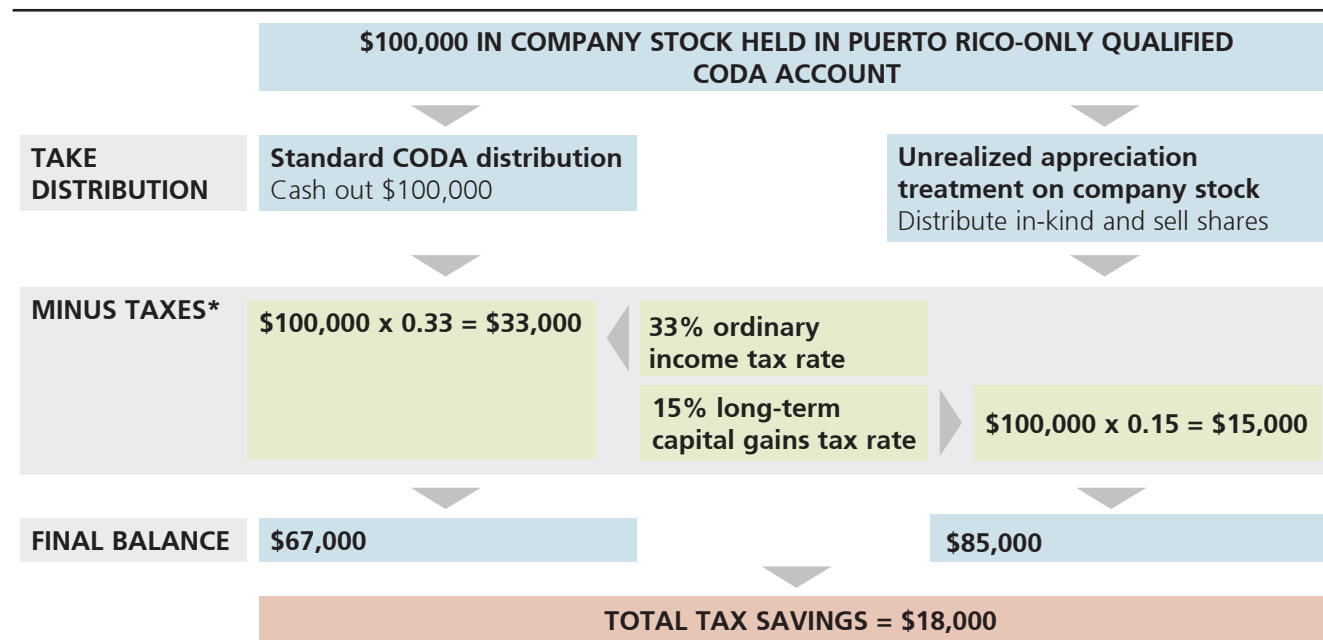 $100,000 IN COMPANY STOCK HELD IN PUERTO RICO-ONLY QUALIFIED
CODA ACCOUNT
TAKE
DISTRIBUTION
Standard CODA distribution
Cash out $100,000
Unrealized appreciation
treatment on company stock
Distribute in-kind and sell shares
MINUS TAXES*
$100,000 x 0.33 = $33,000
33% ordinary
income tax rate
15% long-term
capital gains tax rate
$100,000 x 0.15 = $15,000
FINAL BALANCE
$67,000
$85,000
TOTAL TAX SAVINGS = $18,000